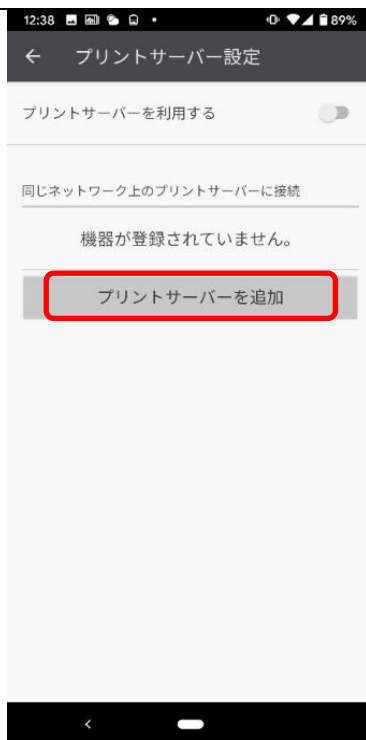 12:38 89%
プリントサーバー設定
プリントサーバーを利用する
同じネットワーク上のプリントサーバーに接続
機器が登録されていません。
プリントサーバーを追加